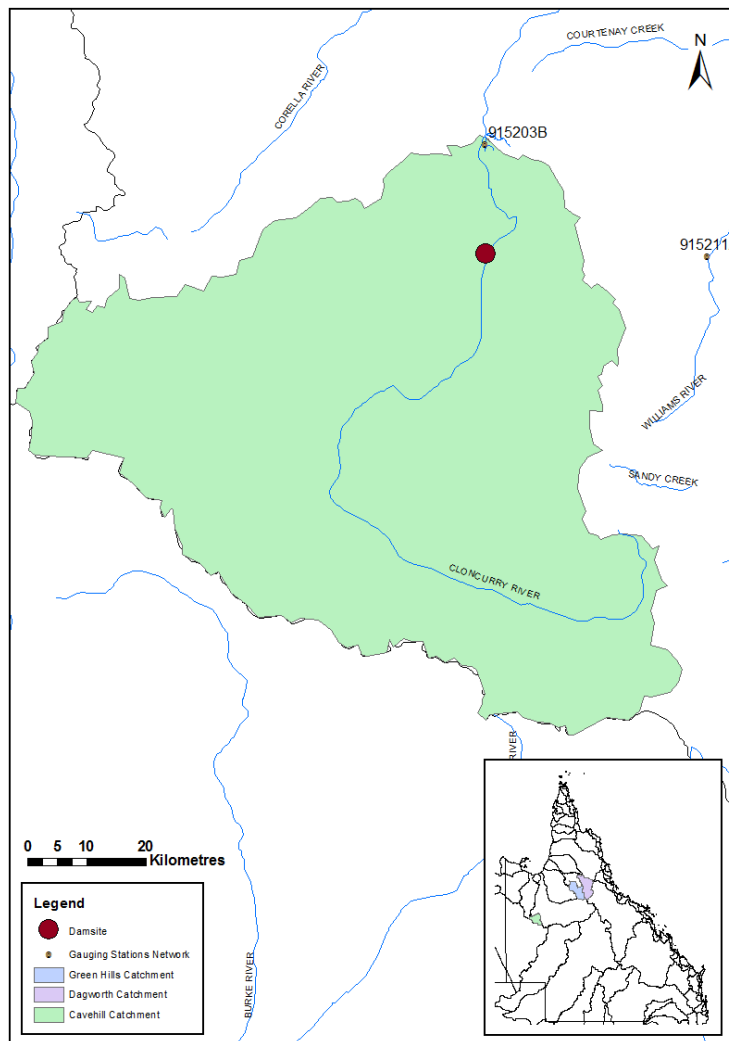 COURTENAY CREEK
N
CORELLA RIVER
915203B
915211
WILLIAMS RIVER
SANDY CREEK
CLONCURRY RIVER
RIVER
BURKE RIVER
0 5 10 20
Kilometres
Legend
Damsite
Gauging Stations Network
Green Hills Catchment
Dagworth Catchment
Cavehill Catchment